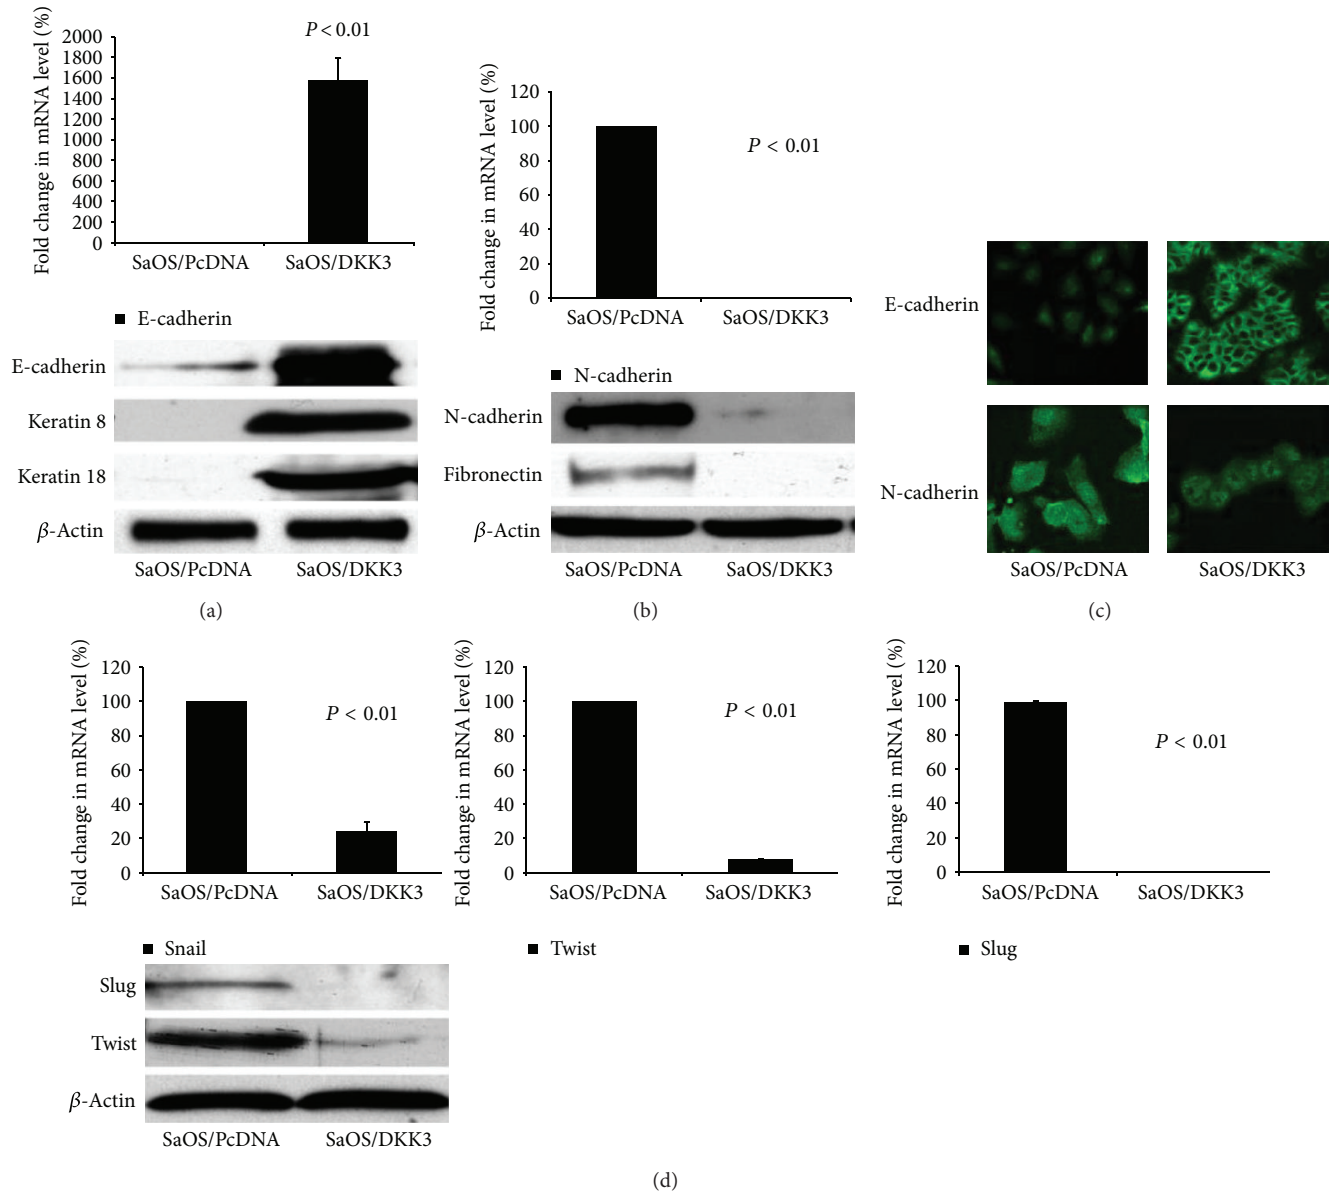 Fold change in mRNA level (%)
2000
1800
1600
1400
1200
1000
800
600
400
200
0
P < 0.01
SaOS/PcDNA SaOS/DKK3
E-cadherin
E-cadherin
Keratin 8
Keratin 18
β-Actin
SaOS/PcDNA SaOS/DKK3
(a)
Fold change in mRNA level (%)
120
100
80
60
40
20
0
P < 0.01
SaOS/PcDNA SaOS/DKK3
N-cadherin
N-cadherin
Fibronectin
β-Actin
SaOS/PcDNA SaOS/DKK3
(b)
E-cadherin
N-cadherin
SaOS/PcDNA SaOS/DKK3
(c)
Fold change in mRNA level (%)
120
100
80
60
40
20
0
P < 0.01
SaOS/PcDNA SaOS/DKK3
Snail
Fold change in mRNA level (%)
120
100
80
60
40
20
0
P < 0.01
SaOS/PcDNA SaOS/DKK3
Twist
Fold change in mRNA level (%)
120
100
80
60
40
20
0
P < 0.01
SaOS/PcDNA SaOS/DKK3
Slug
Slug
Twist
β-Actin
SaOS/PcDNA SaOS/DKK3
(d)